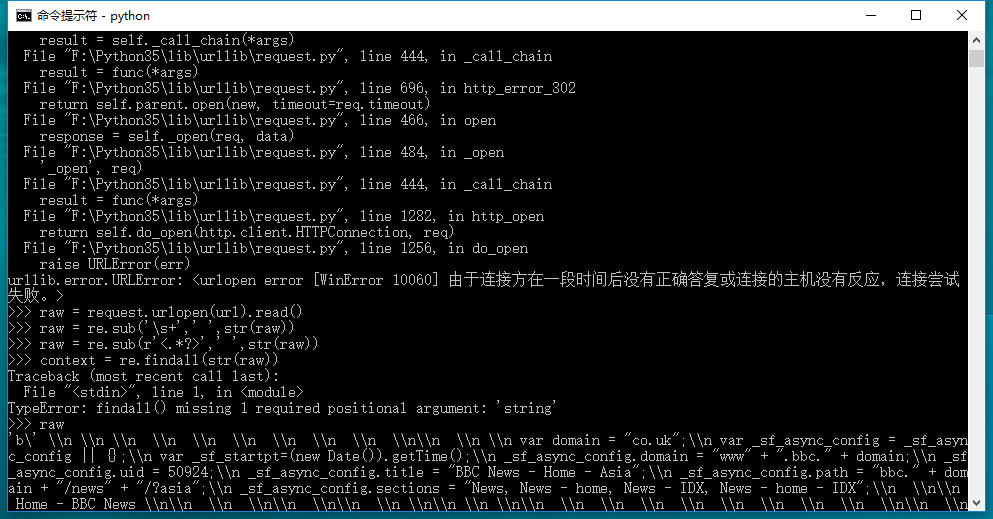 命令提示符 - python
result = self._call_chain(*args)
File "F:\Python35\lib\urllib\request.py", line 444, in _call_chain
result = func(*args)
File "F:\Python35\lib\urllib\request.py", line 696, in http_error_302
return self.parent.open(new, timeout=req.timeout)
File "F:\Python35\lib\urllib\request.py", line 466, in open
response = self._open(req, data)
File "F:\Python35\lib\urllib\request.py", line 484, in _open
'_open', req)
File "F:\Python35\lib\urllib\request.py", line 444, in _call_chain
result = func(*args)
File "F:\Python35\lib\urllib\request.py", line 1282, in http_open
return self.do_open(http.client.HTTPConnection, req)
File "F:\Python35\lib\urllib\request.py", line 1256, in do_open
raise URLError(err)
urllib.error.URLError: <urlopen error [WinError 10060] 由于连接方在一段时间后没有正确答复或连接的主机没有反应，连接尝试
失败。>
>>> raw = request.urlopen(url).read()
>>> raw = re.sub('\s+',' ',str(raw))
>>> raw = re.sub(r'<.*?>',' ',str(raw))
>>> context = re.findall(str(raw))
Traceback (most recent call last):
File "<stdin>", line 1, in <module>
TypeError: findall() missing 1 required positional argument: 'string'
>>> raw
'b\' \\n \\n \\n  \\n  \\n  \\n  \\n  \\n  \\n  \\n  \\n\\n  \\n \\n var domain = "co.uk";\\n var _sf_async_config = _sf_asyn
c_config || {};\\n var _sf_startpt=(new Date()).getTime();\\n _sf_async_config.domain = "www" + ".bbc." + domain;\\n _sf
_async_config.uid = 50924;\\n _sf_async_config.title = "BBC News - Home - Asia";\\n _sf_async_config.path = "bbc." + dom
ain + "/news" + "/?asia";\\n _sf_async_config.sections = "News, News - home, News - IDX, News - home - IDX";\\n  \\n\\n
Home - BBC News \\n\\n  \\n  \\n  \\n  \\n  \\n  \\n\\n \\n \\n \\n\\n \\n  \\n  \\n  \\n  \\n  \\n \\n\\n  \\n